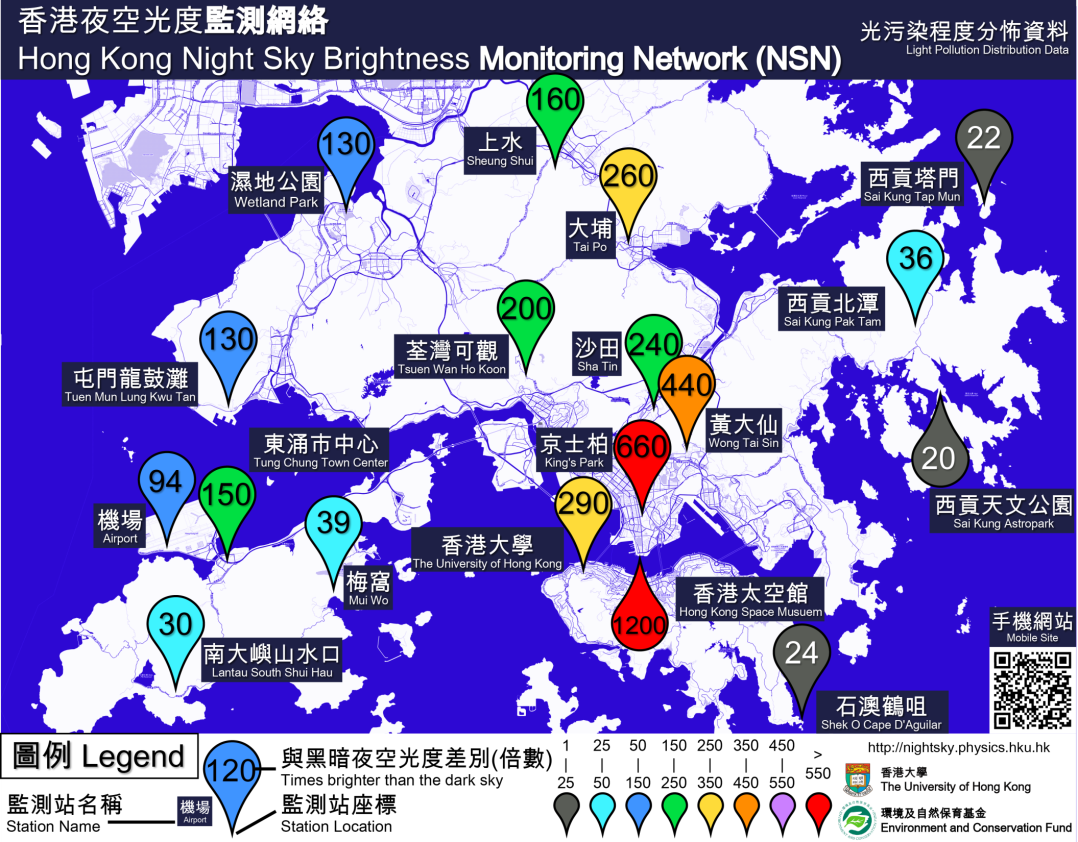 香港夜空光度監測網絡
Hong Kong Night Sky Brightness Monitoring Network (NSN)
光污染程度分佈資料
Light Pollution Distribution Data
160
上水
Sheung Shui
130
濕地公園
Wetland Park
260
大埔
Tai Po
22
西貢塔門
Sai Kung Tap Mun
36
西貢北潭
Sai Kung Pak Tam
200
荃灣可觀
Tsuen Wan Ho Koon
240
沙田
Sha Tin
130
屯門龍鼓灘
Tuen Mun Lung Kwu Tan
440
黃大仙
Wong Tai Sin
東涌市中心
Tung Chung Town Center
京士柏
King's Park
660
20
西貢天文公園
Sai Kung Astropark
94
機場
Airport
150
39
梅窩
Mui Wo
290
香港大學
The University of Hong Kong
香港太空館
Hong Kong Space Musuem
1200
30
南大嶼山水口
Lantau South Shui Hau
24
石澳鶴咀
Shek O Cape D'Aguilar
手機網站
Mobile Site
圖例 Legend
120
與黑暗夜空光度差別(倍數)
Times brighter than the dark sky
監測站名稱
Station Name
機場
Airport
監測站座標
Station Location
1 25 50 150 250 350 450 >
| | | | | | |
25 50 150 250 350 450 550 550
http://nightsky.physics.hku.hk
香港大學
The University of Hong Kong
環境及自然保育基金
Environment and Conservation Fund